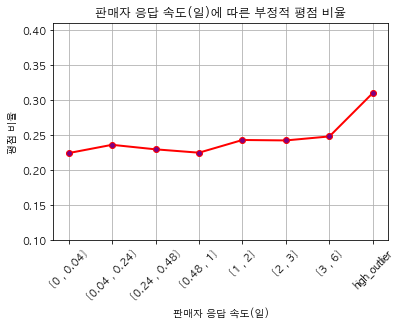 판매자 응답 속도(일)에 따른 부정적 평점 비율
0.40
0.35
0.30
0.25
0.20
0.15
0.10
평점 비율
(0 , 0.04)
(0.04 , 0.24)
(0.24 , 0.48)
(0.48 , 1)
(1 , 2)
(2 , 3)
(3 , 6)
high_outlier
판매자 응답 속도(일)